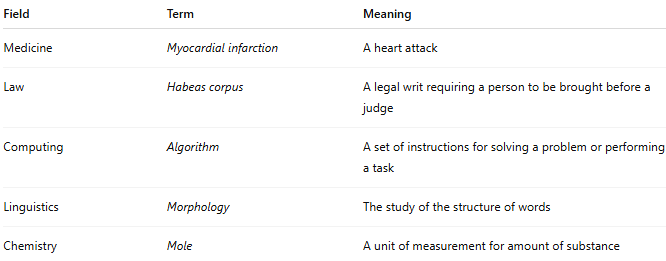 Field Term Meaning
Medicine Myocardial infarction A heart attack
Law Habeas corpus A legal writ requiring a person to be brought before a
judge
Computing Algorithm A set of instructions for solving a problem or performing
a task
Linguistics Morphology The study of the structure of words
Chemistry Mole A unit of measurement for amount of substance